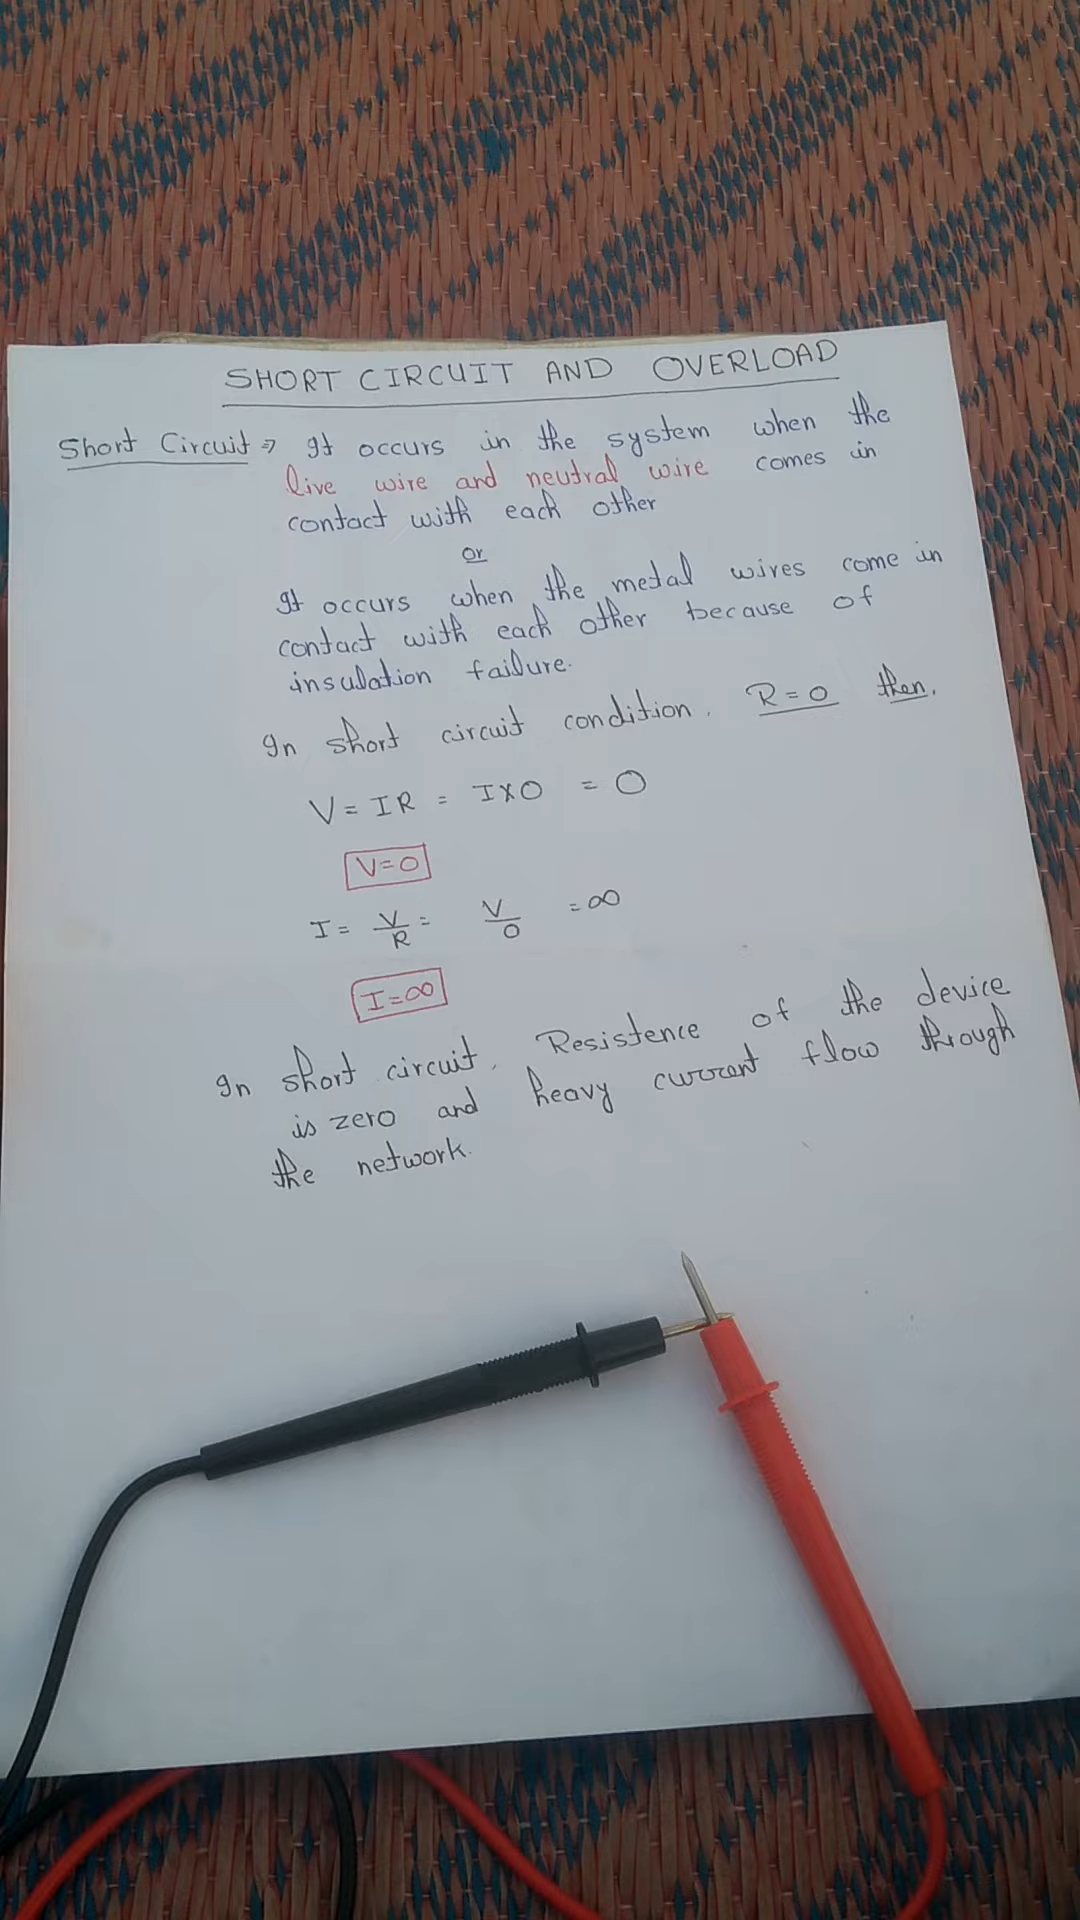 SHORT CIRCUIT AND OVERLOAD
Short Circuit ⇒ It occurs in the system when the
live wire and neutral wire comes in
contact with each other
or
It occurs when the metal wires come in
contact with each other because of
insulation failure.
In short circuit condition, R=0 then,
V = IR = I×0 = 0
V=0
I = V/R = V/0 = ∞
I=∞
In short circuit, Resistence of the device
is zero and heavy current flow through
the network.